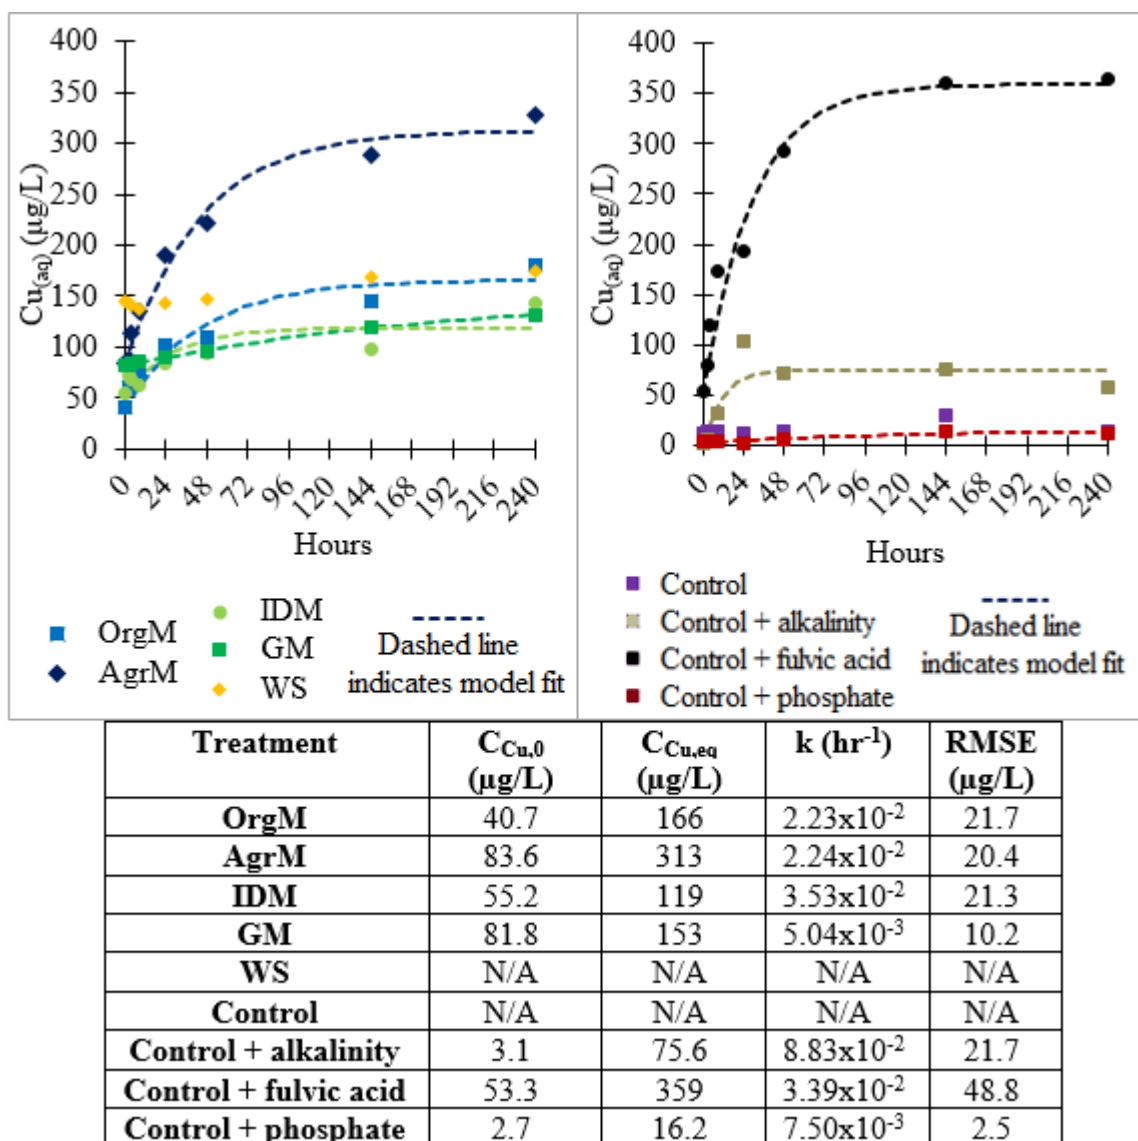 400
350
300
250
200
150
100
50
0
Cu(aq) (µg/L)
0 24 48 72 96 120 144 168 192 216 240
Hours
OrgM
AgrM
IDM
GM
WS
Dashed line
indicates model fit
400
350
300
250
200
150
100
50
0
Cu(aq) (µg/L)
0 24 48 72 96 120 144 168 192 216 240
Hours
Control
Control + alkalinity
Control + fulvic acid
Control + phosphate
Dashed line
indicates model fit
Treatment C_Cu,0 (µg/L) C_Cu,eq (µg/L) k (hr⁻¹) RMSE (µg/L)
OrgM 40.7 166 2.23x10⁻² 21.7
AgrM 83.6 313 2.24x10⁻² 20.4
IDM 55.2 119 3.53x10⁻² 21.3
GM 81.8 153 5.04x10⁻³ 10.2
WS N/A N/A N/A N/A
Control N/A N/A N/A N/A
Control + alkalinity 3.1 75.6 8.83x10⁻² 21.7
Control + fulvic acid 53.3 359 3.39x10⁻² 48.8
Control + phosphate 2.7 16.2 7.50x10⁻³ 2.5